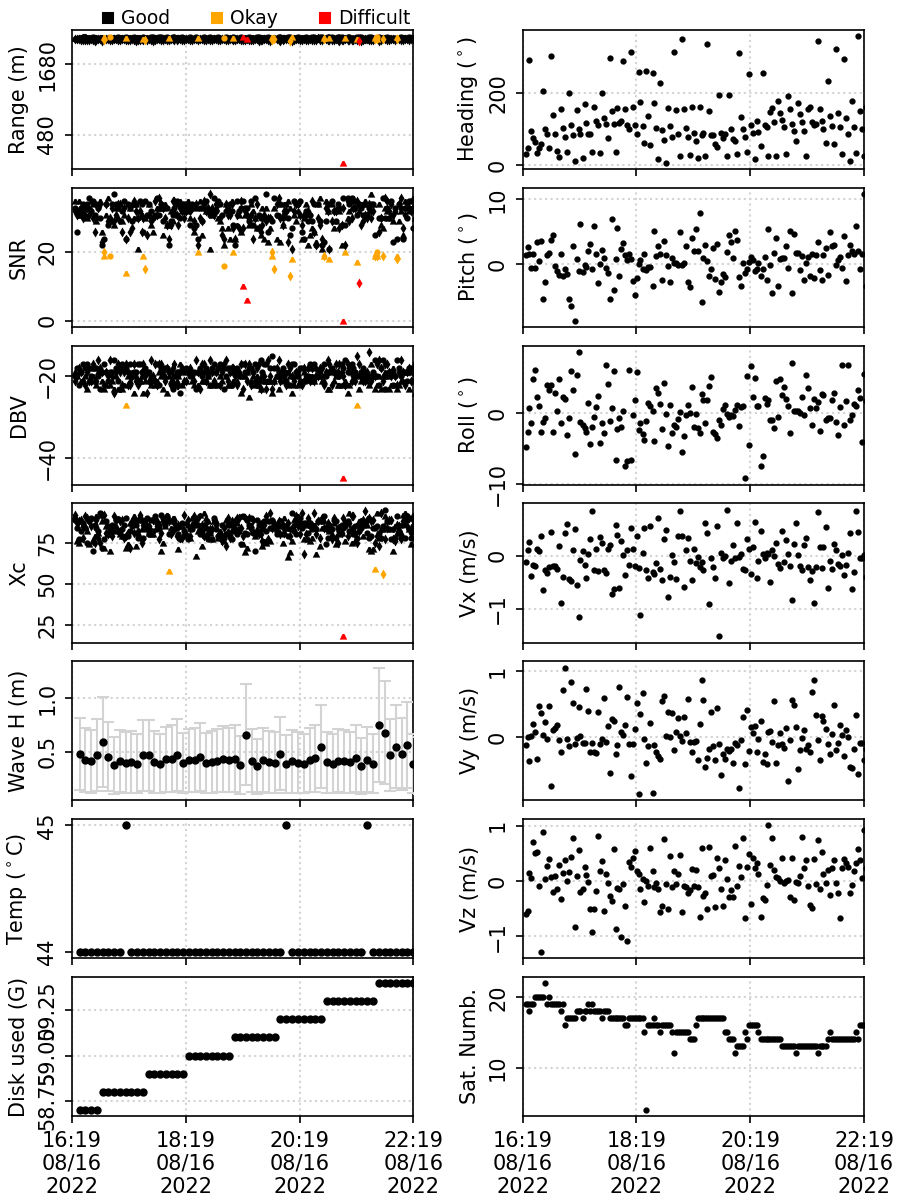 Good Okay Difficult
Range (m)
1680
480
Heading (°)
200
0
SNR
20
0
Pitch (°)
10
0
DBV
−20
−40
Roll (°)
0
−10
Xc
75
50
25
Vx (m/s)
0
−1
Wave H (m)
1.0
0.5
Vy (m/s)
1
0
Temp (°C)
45
44
Vz (m/s)
1
0
−1
Disk used (G)
59.25
59.00
58.75
Sat. Numb.
20
10
16:19 18:19 20:19 22:19
08/16 08/16 08/16 08/16
2022 2022 2022 2022
16:19 18:19 20:19 22:19
08/16 08/16 08/16 08/16
2022 2022 2022 2022